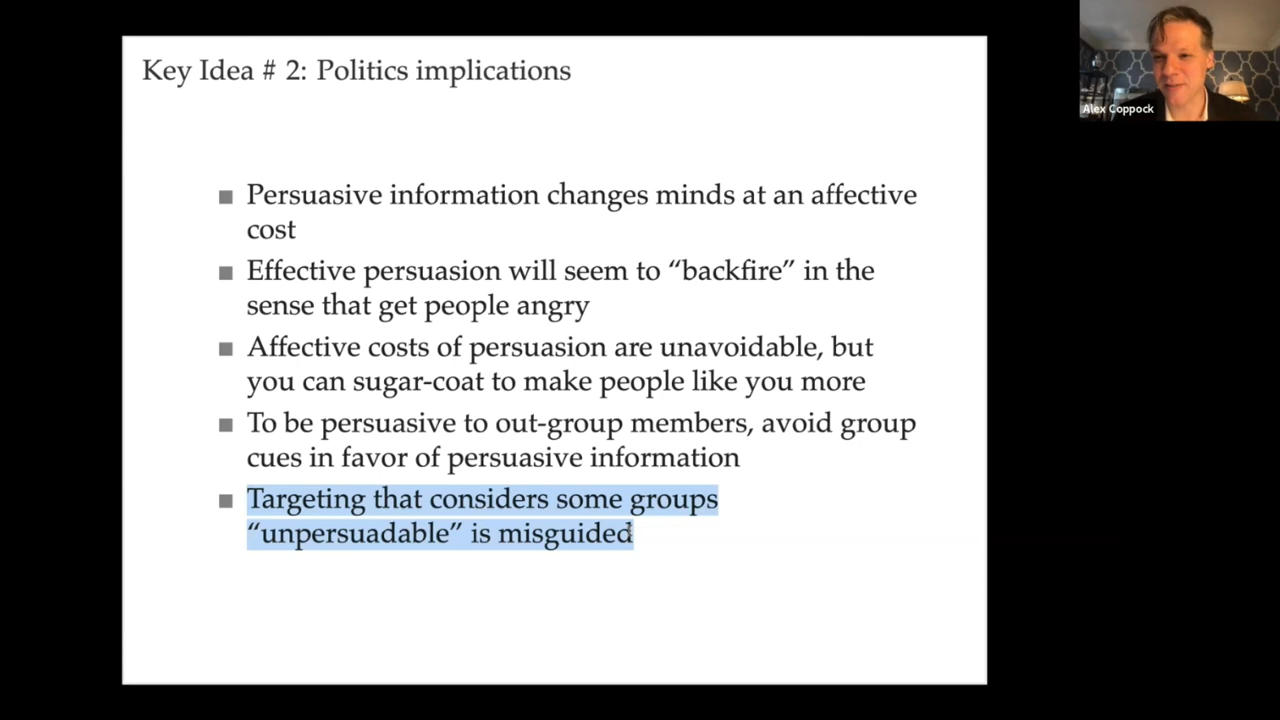 Key Idea # 2: Politics implications
Alex Coppock
Persuasive information changes minds at an affective
cost
Effective persuasion will seem to “backfire” in the
sense that get people angry
Affective costs of persuasion are unavoidable, but
you can sugar-coat to make people like you more
To be persuasive to out-group members, avoid group
cues in favor of persuasive information
Targeting that considers some groups
“unpersuadable” is misguided